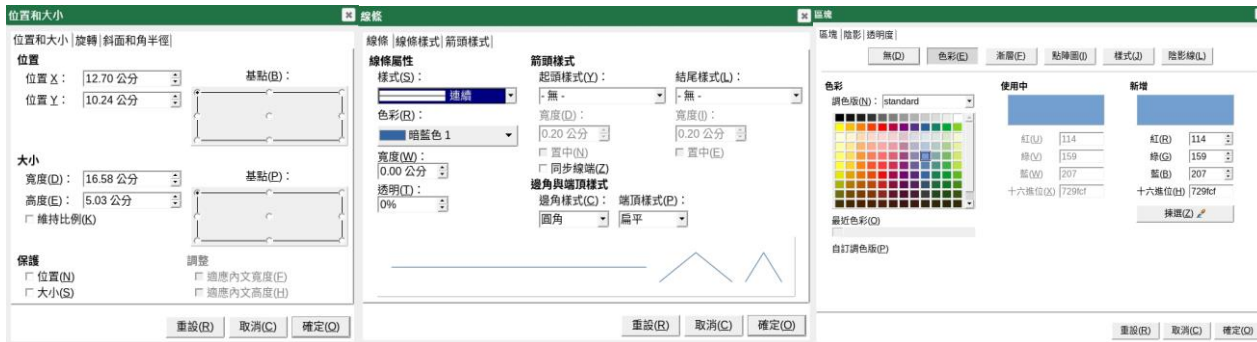 位置和大小
位置和大小 旋轉 斜面和角半徑
位置
位置 X： 12.70 公分
位置 Y： 10.24 公分
基點(B)：
大小
寬度(D)： 16.58 公分
高度(E)： 5.03 公分
維持比例(K)
基點(P)：
保護
位置(N)
大小(S)
調整
適應內文寬度(F)
適應內文高度(H)
重設(R) 取消(C) 確定(O)
線條
線條 線條樣式 箭頭樣式
線條屬性
樣式(S)：
連續
色彩(R)：
暗藍色 1
寬度(W)：
0.00 公分
透明(T)：
0%
箭頭樣式
起頭樣式(Y)： 結尾樣式(L)：
- 無 - - 無 -
寬度(D)： 寬度(I)：
0.20 公分 0.20 公分
置中(N) 置中(E)
同步線端(Z)
邊角與端頂樣式
邊角樣式(C)： 端頂樣式(P)：
圓角 扁平
重設(R) 取消(C) 確定(O)
區塊
區塊 陰影 透明度
無(D) 色彩(E) 漸層(F) 點陣圖(I) 樣式(J) 陰影線(L)
色彩
調色版(N)： standard
最近色彩(O)
自訂調色版(P)
使用中
紅(U) 114
綠(V) 159
藍(W) 207
十六進位(X) 729fcf
新增
紅(R) 114
綠(G) 159
藍(B) 207
十六進位(H) 729fcf
揀選(Z)
重設(R) 取消(C) 確定(O)